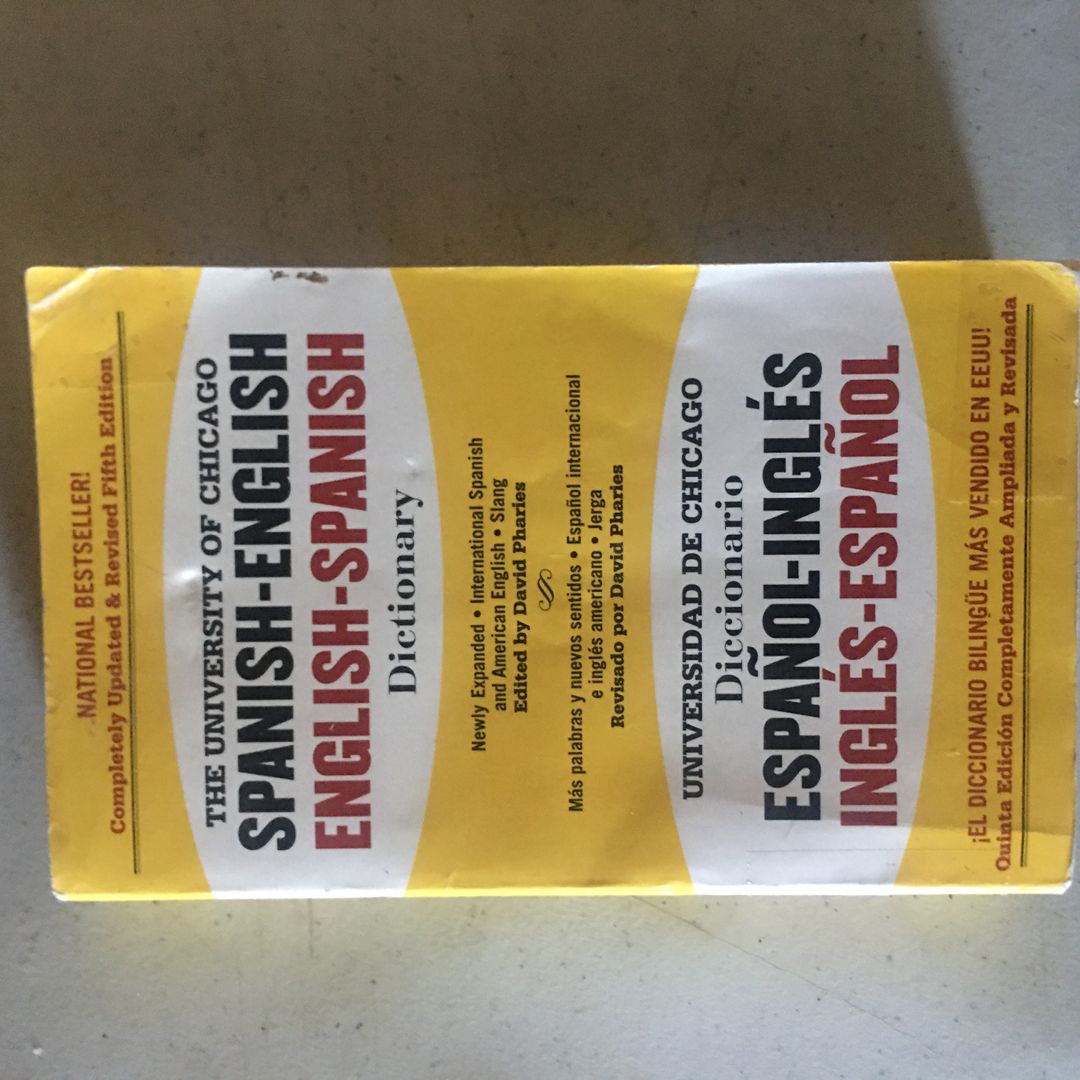 NATIONAL BESTSELLER!
Completely Updated & Revised Fifth Edition
THE UNIVERSITY OF CHICAGO
SPANISH-ENGLISH
ENGLISH-SPANISH
Dictionary
Newly Expanded • International Spanish
and American English • Slang
Edited by David Pharies
Más palabras y nuevos sentidos • Español internacional
e inglés americano • Jerga
Revisado por David Pharies
UNIVERSIDAD DE CHICAGO
Diccionario
ESPAÑOL-INGLÉS
INGLÉS-ESPAÑOL
¡EL DICCIONARIO BILINGÜE MÁS VENDIDO EN EEUU!
Quinta Edición Completamente Ampliada y Revisada